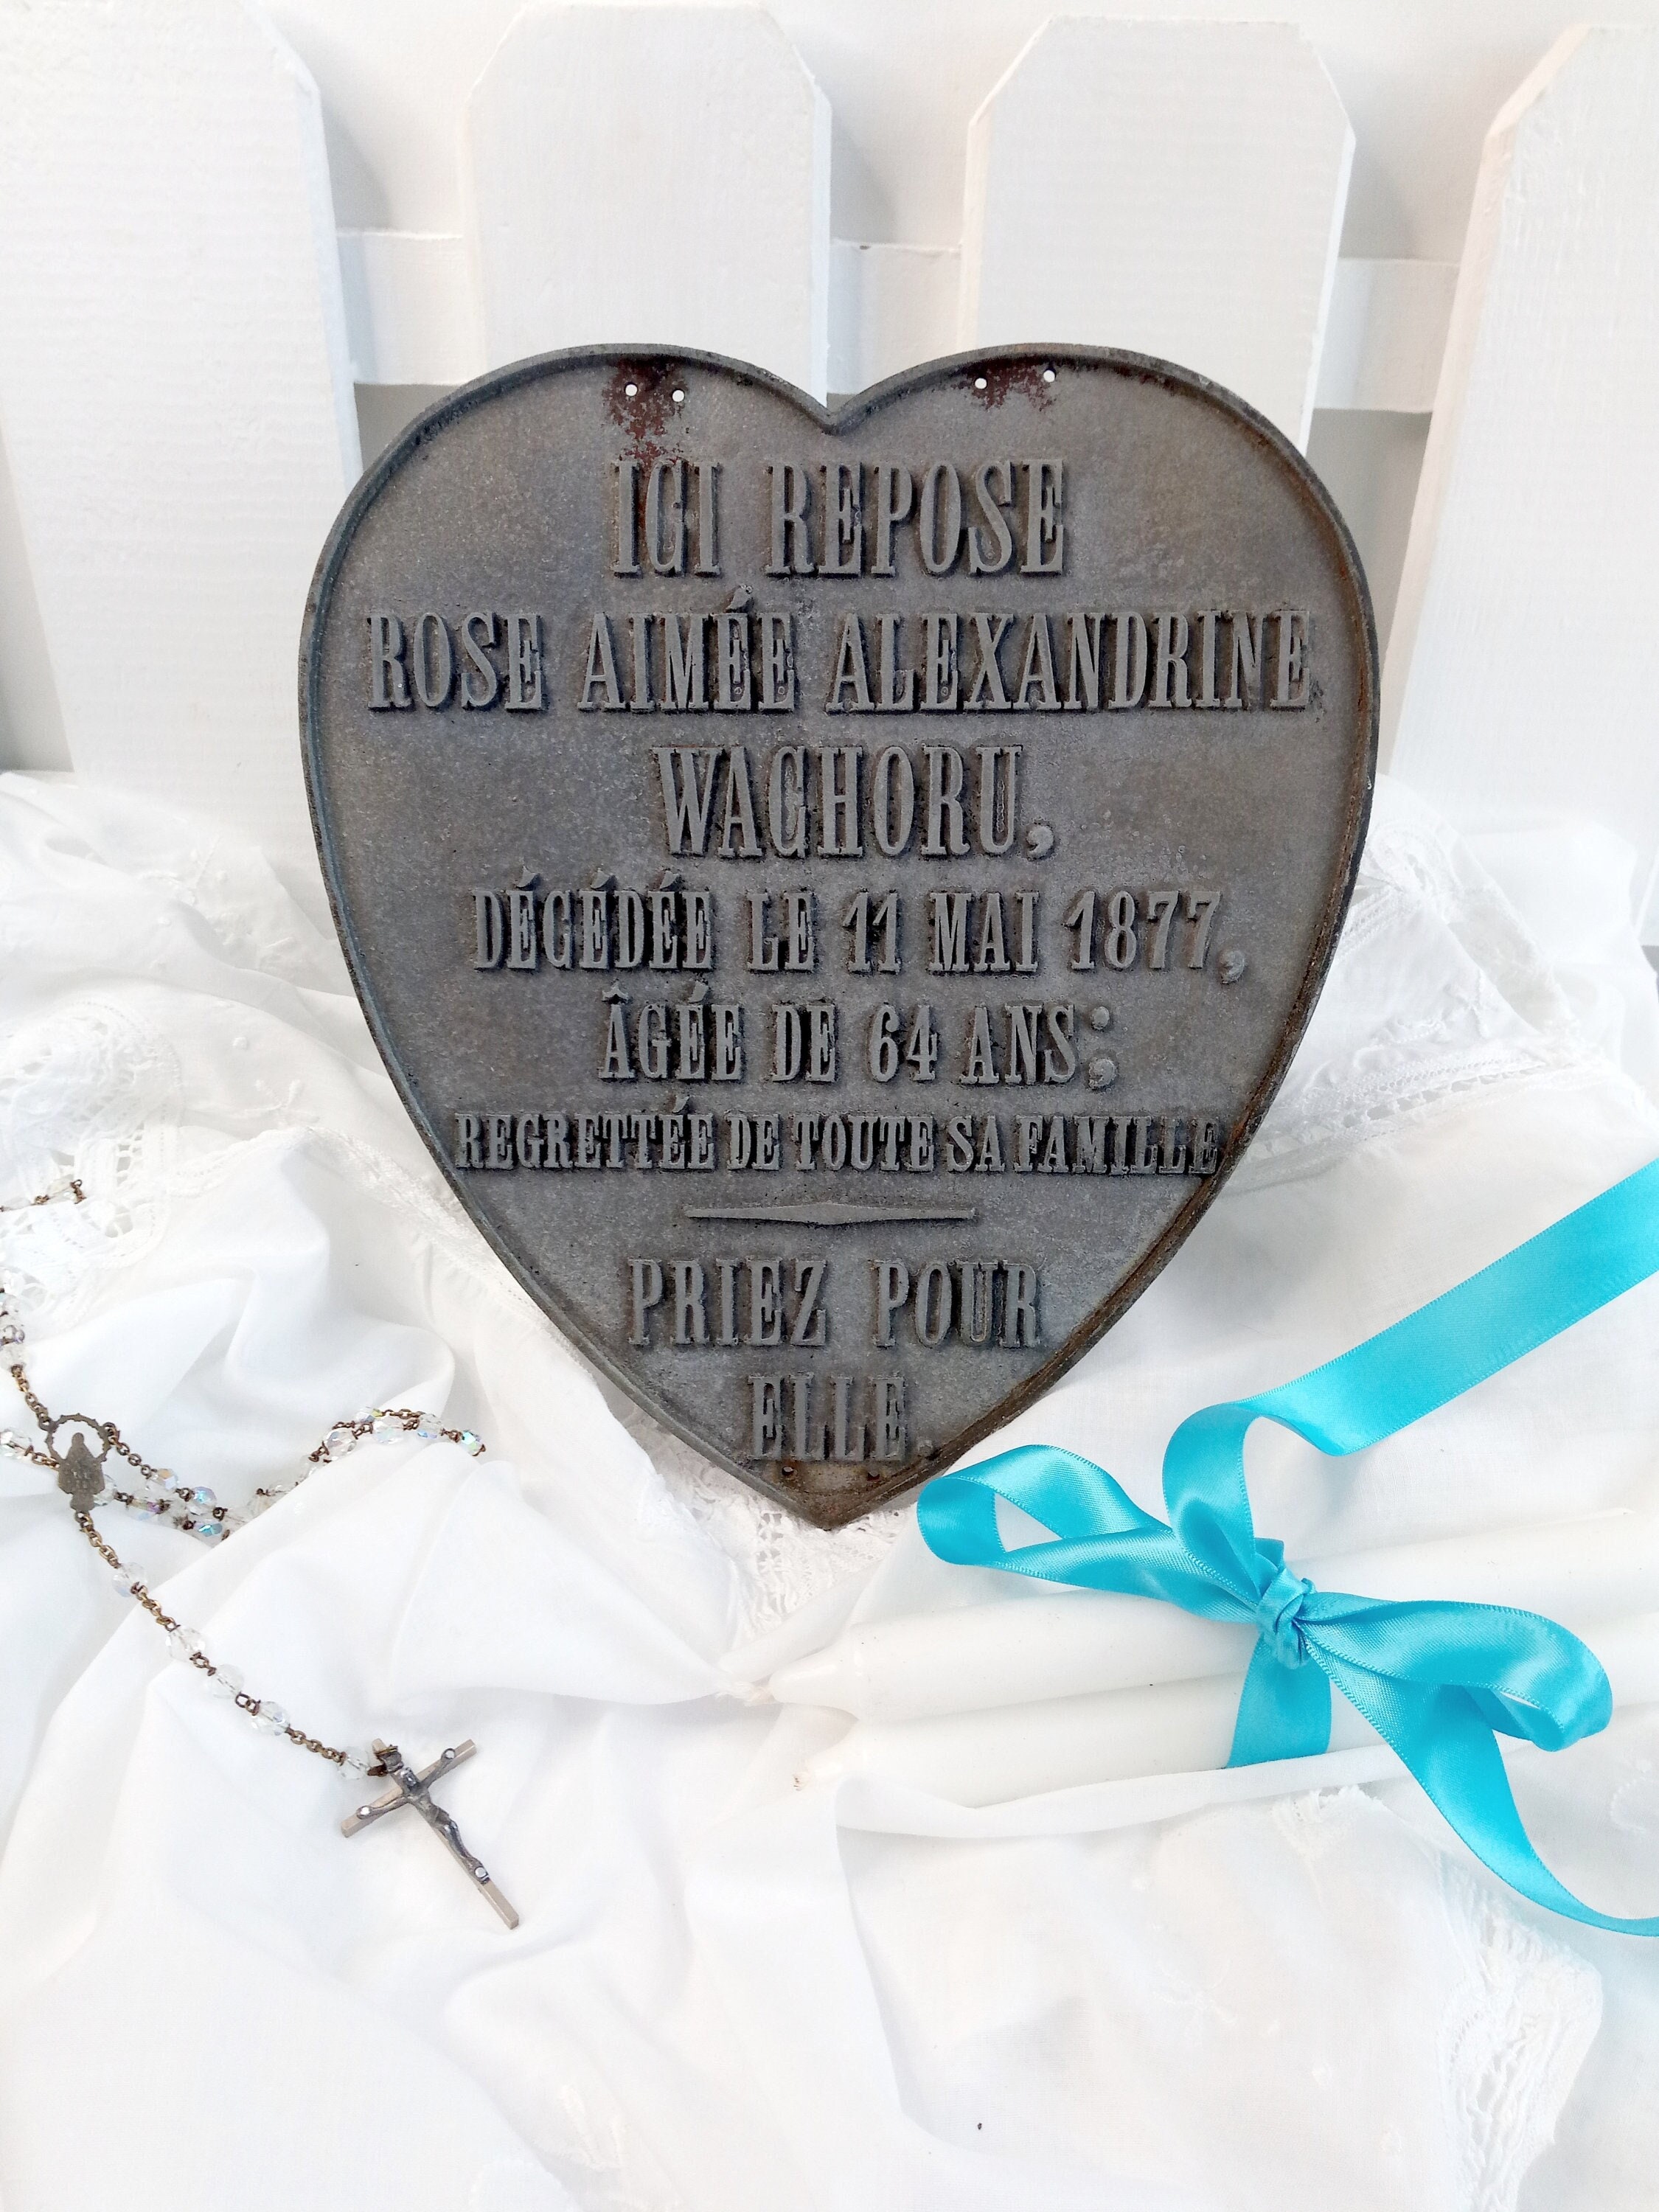 ICI REPOSE
ROSE AIMÉE ALEXANDRINE
WACHORU,
DÉCÉDÉE LE 11 MAI 1877,
ÂGÉE DE 64 ANS;
REGRETTÉE DE TOUTE SA FAMILLE
PRIEZ POUR
ELLE.